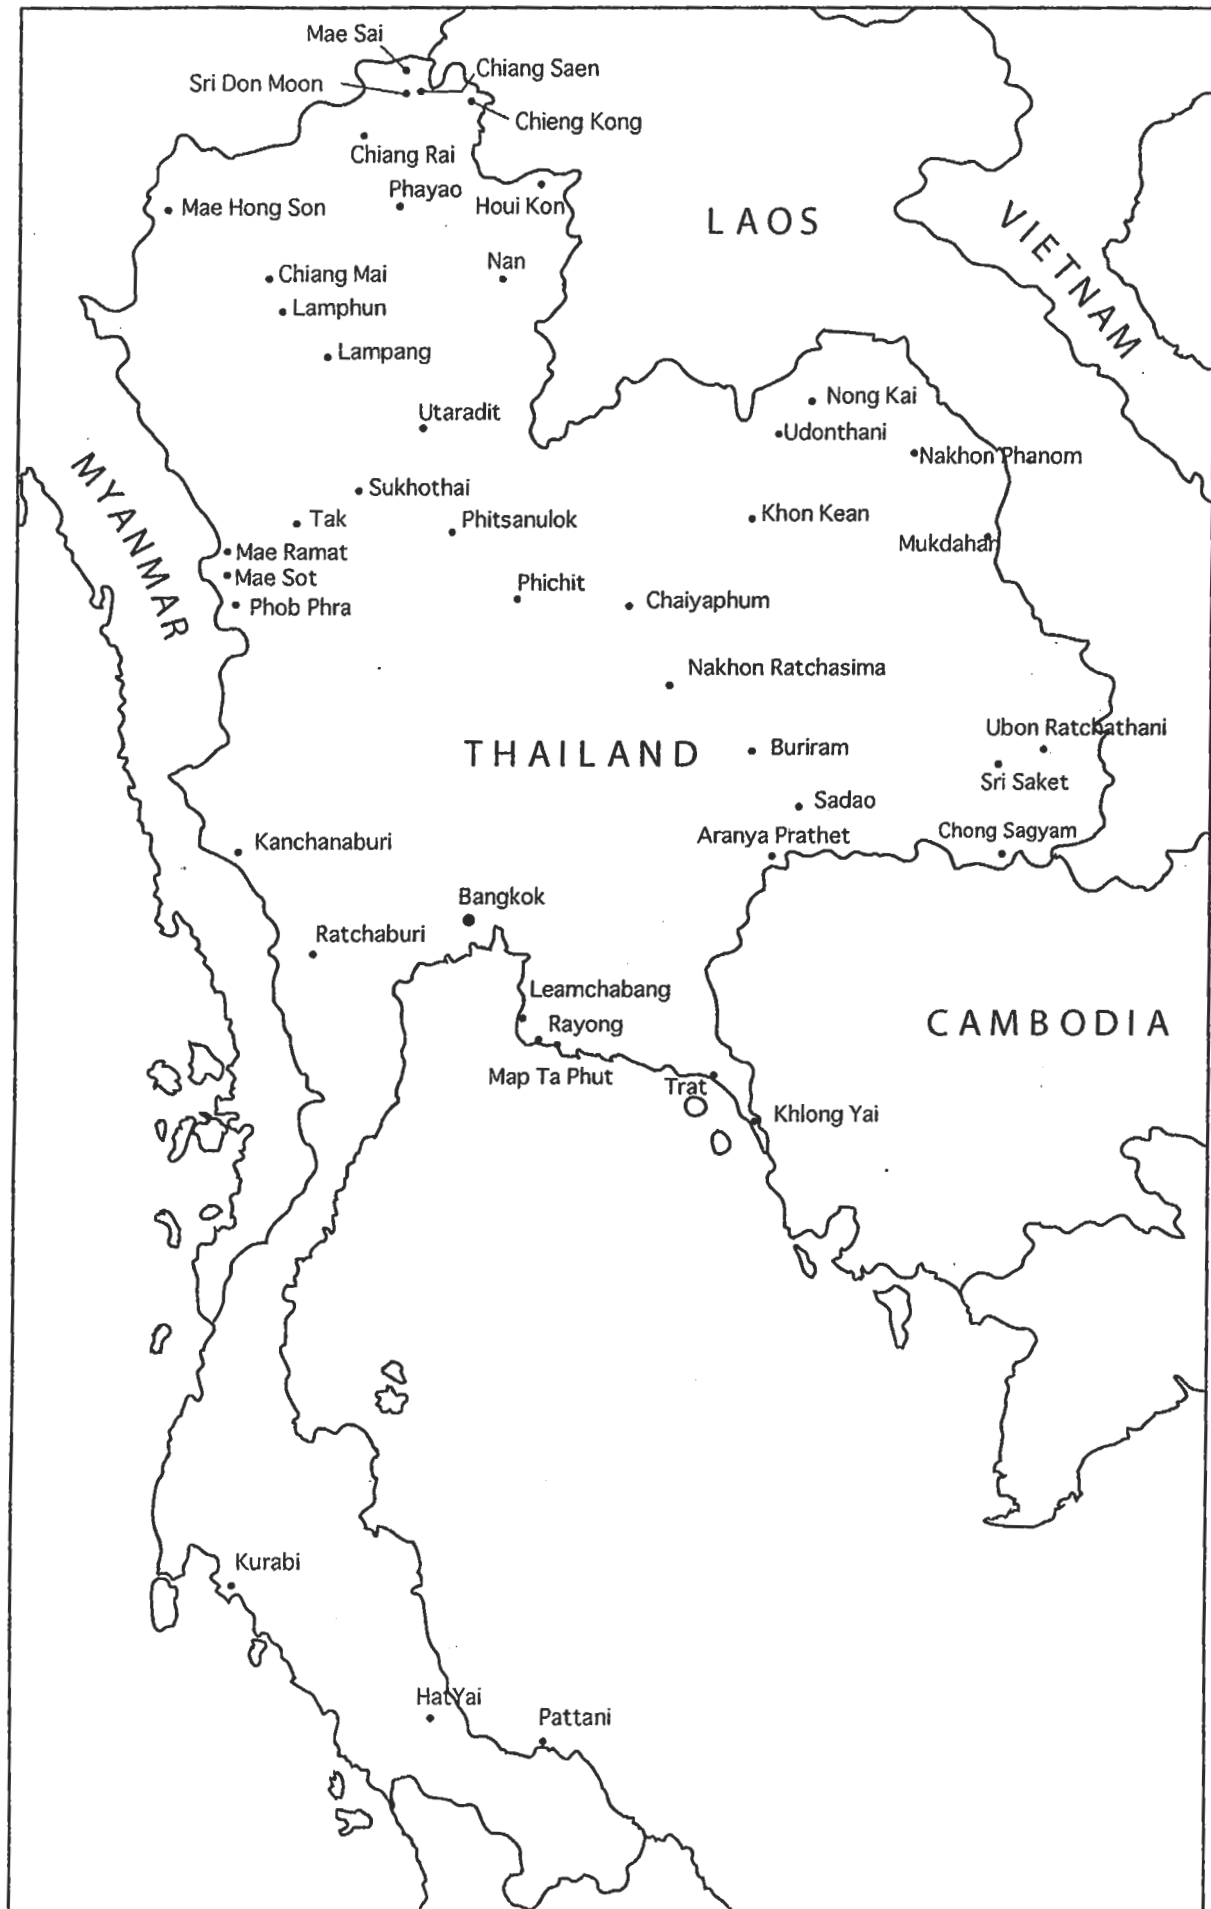 Mae Sai
Chiang Saen
Sri Don Moon
Chieng Kong
Chiang Rai
Phayao
Houi Kon
Mae Hong Son
LAOS
VIETNAM
Nan
Chiang Mai
Lamphun
Lampang
Nong Kai
Utaradit
Udonthani
Nakhon Phanom
MYANMAR
Sukhothai
Tak
Phitsanulok
Khon Kean
Mukdahan
Mae Ramat
Mae Sot
Phob Phra
Phichit
Chaiyaphum
Nakhon Ratchasima
Ubon Ratchathani
THAILAND
Buriram
Sri Saket
Sadao
Kanchanaburi
Aranya Prathet
Chong Sagyam
Bangkok
Ratchaburi
Leamchabang
Rayong
CAMBODIA
Map Ta Phut
Trat
Khlong Yai
Kurabi
HatYai
Pattani